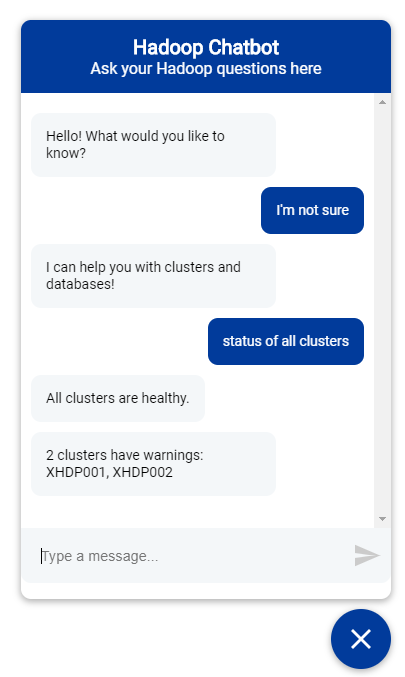 Hadoop Chatbot
Ask your Hadoop questions here
Hello! What would you like to
know?
I'm not sure
I can help you with clusters and
databases!
status of all clusters
All clusters are healthy.
2 clusters have warnings:
XHDP001, XHDP002
Type a message...